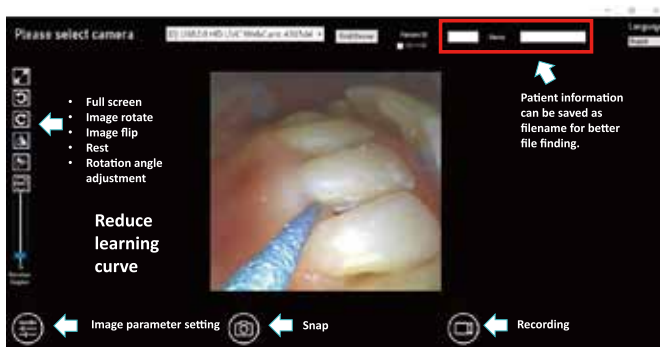 Please select camera
Language
• Full screen
• Image rotate
• Image flip
• Rest
• Rotation angle
adjustment
Patient information
can be saved as
filename for better
file finding.
Reduce
learning
curve
Image parameter setting
Snap
Recording